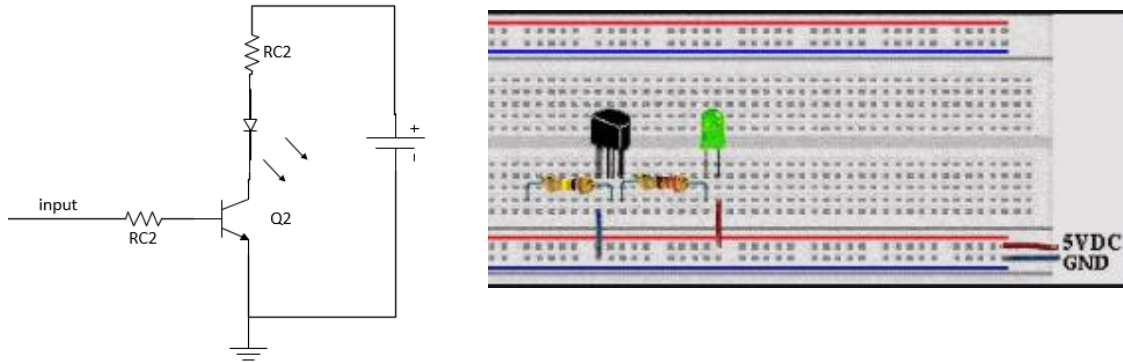 RC2
+
-
input
RC2
Q2
5VDC
GND